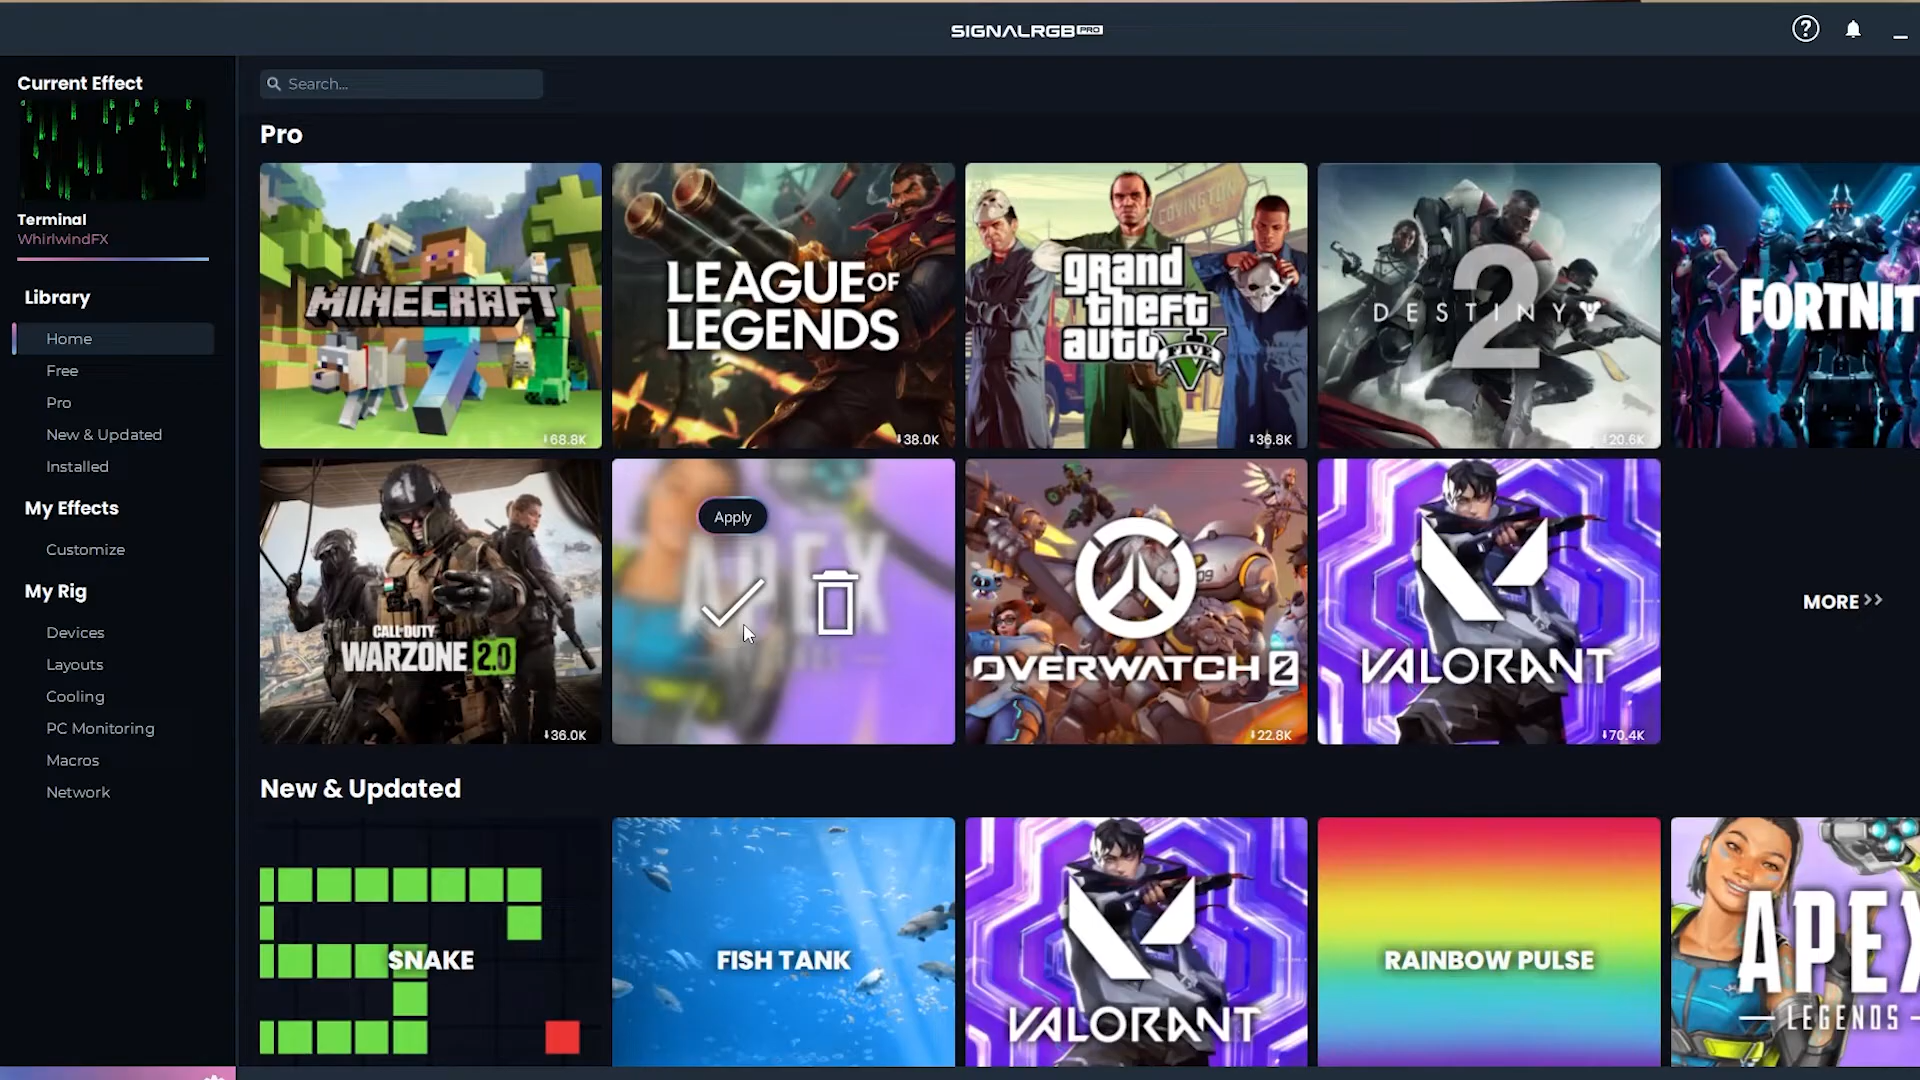 SIGNALRGB PRO
?
Current Effect
Search...
Pro
Terminal
WhirlwindFX
Library
Home
Free
Pro
New & Updated
Installed
My Effects
Customize
My Rig
Devices
Layouts
Cooling
PC Monitoring
Macros
Network
MINECRAFT
68.8K
LEAGUE OF
LEGENDS
38.0K
COVINGTON
grand
theft
auto
FIVE
36.8K
DESTINY
2
20.6K
FORTNIT
CALL OF DUTY
WARZONE 2.0
36.0K
Apply
APEX
09
OVERWATCH 2
22.8K
VALORANT
70.4K
MORE >>
New & Updated
SNAKE
FISH TANK
VALORANT
RAINBOW PULSE
APEX
LEGENDS